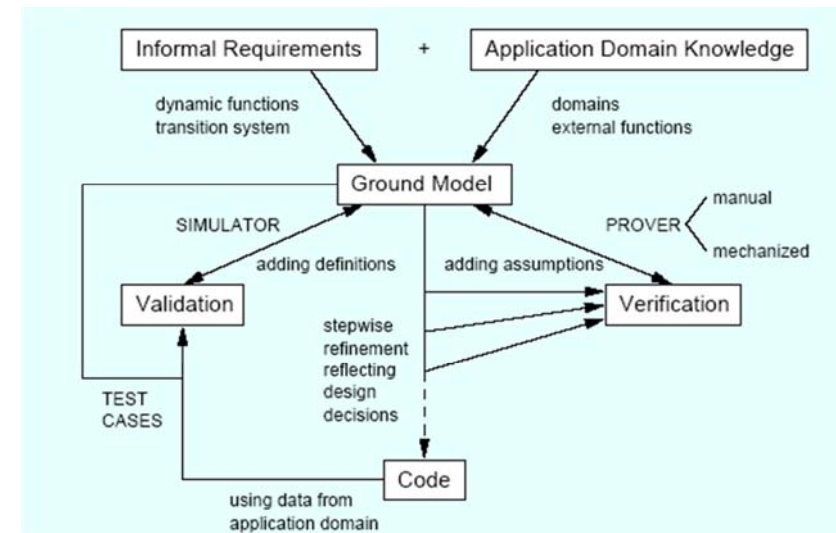 Informal Requirements
+
Application Domain Knowledge
dynamic functions
transition system
domains
external functions
Ground Model
SIMULATOR
PROVER
manual
mechanized
adding definitions
adding assumptions
Validation
Verification
stepwise
refinement
reflecting
design
decisions
TEST
CASES
Code
using data from
application domain